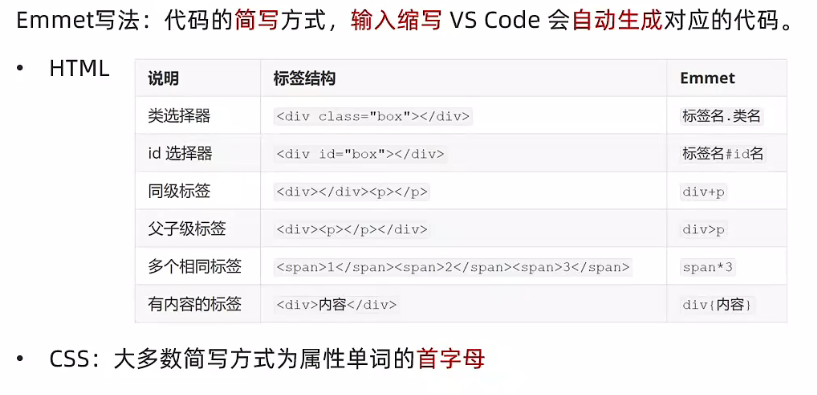 Emmet写法：代码的简写方式，输入缩写 VS Code 会自动生成对应的代码。
• HTML
说明 标签结构 Emmet
类选择器 <div class="box"></div> 标签名.类名
id 选择器 <div id="box"></div> 标签名#id名
同级标签 <div></div><p></p> div+p
父子级标签 <div><p></p></div> div>p
多个相同标签 <span>1</span><span>2</span><span>3</span> span*3
有内容的标签 <div>内容</div> div{内容}
• CSS：大多数简写方式为属性单词的首字母